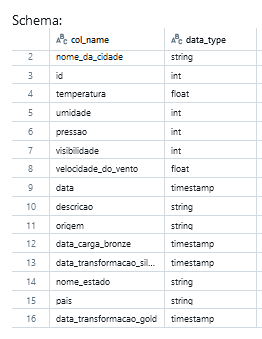 Schema:
ABC col_name ABC data_type
2 nome_da_cidade string
3 id int
4 temperatura float
5 umidade int
6 pressao int
7 visibilidade int
8 velocidade_do_vento float
9 data timestamp
10 descricao string
11 origem string
12 data_carga_bronze timestamp
13 data_transformacao_sil... timestamp
14 nome_estado string
15 pais string
16 data_transformacao_gold timestamp